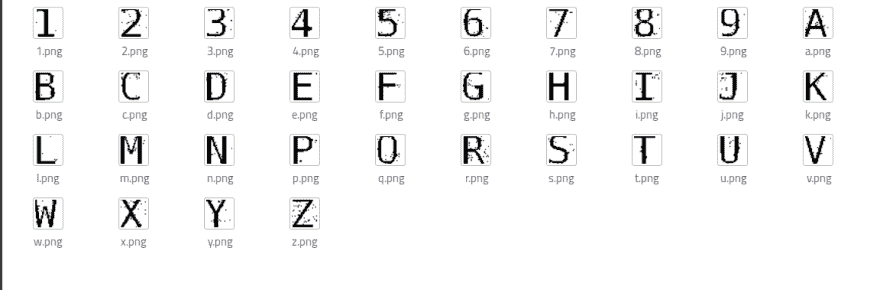 1 2 3 4 5 6 7 8 9 A
1.png 2.png 3.png 4.png 5.png 6.png 7.png 8.png 9.png a.png
B C D E F G H I J K
b.png c.png d.png e.png f.png g.png h.png i.png j.png k.png
L M N P Q R S T U V
l.png m.png n.png p.png q.png r.png s.png t.png u.png v.png
W X Y Z
w.png x.png y.png z.png